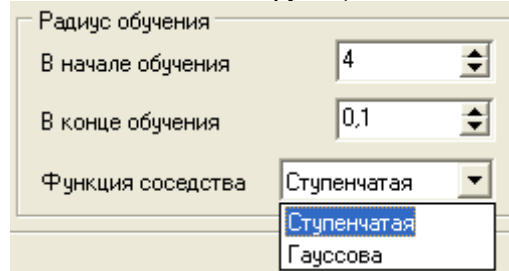 Радиус обучения
В начале обучения 4
В конце обучения 0,1
Функция соседства Ступенчатая
Ступенчатая
Гауссова